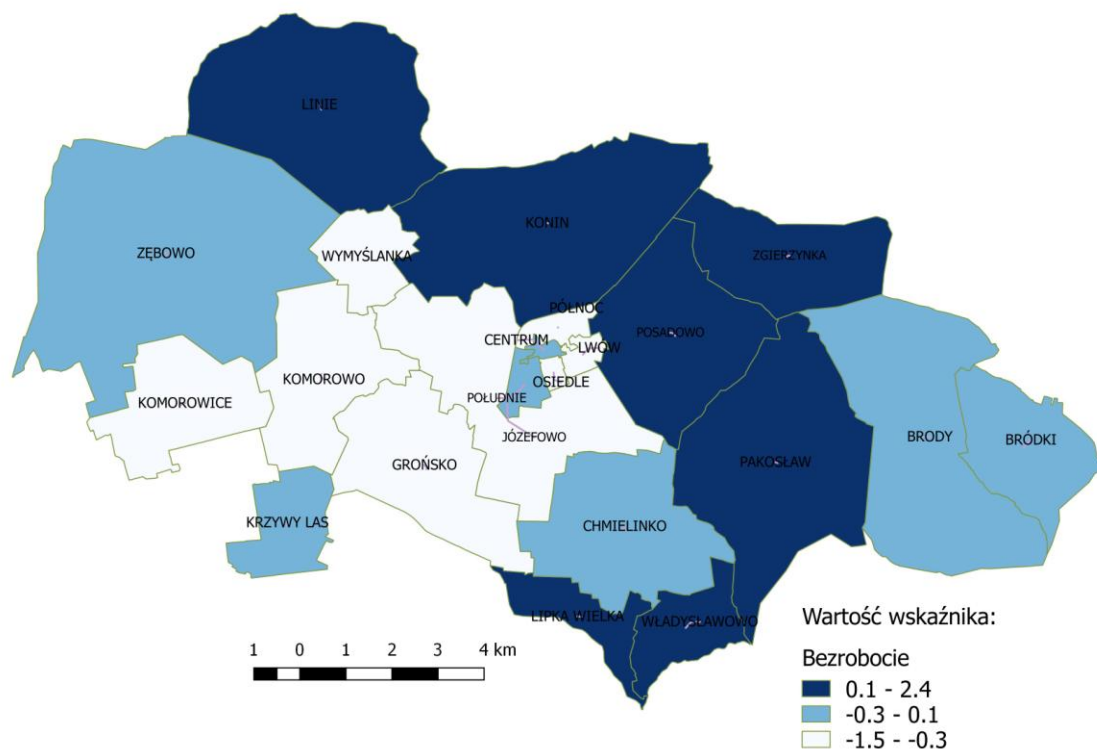 LINIE
KONIN
ZĘBOWO
WYMYŚLANKA
ZGIERZYNKA
PÓŁNOC
POSADOWO
CENTRUM
LWÓW
KOMOROWO
OSIEDLE
KOMOROWICE
POŁUDNIE
JÓZEFOWO
BRODY
BRÓDKI
GROŃSKO
PAKOSŁAW
KRZYWY LAS
CHMIELINKO
LIPKA WIELKA
WŁADYSŁAWOWO
Wartość wskaźnika:
1 0 1 2 3 4 km
Bezrobocie
0.1 - 2.4
-0.3 - 0.1
-1.5 - -0.3